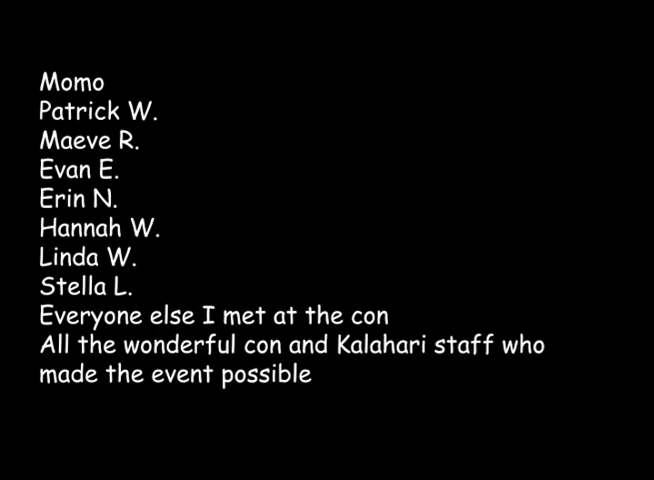 Momo
Patrick W.
Maeve R.
Evan E.
Erin N.
Hannah W.
Linda W.
Stella L.
Everyone else I met at the con
All the wonderful con and Kalahari staff who
made the event possible